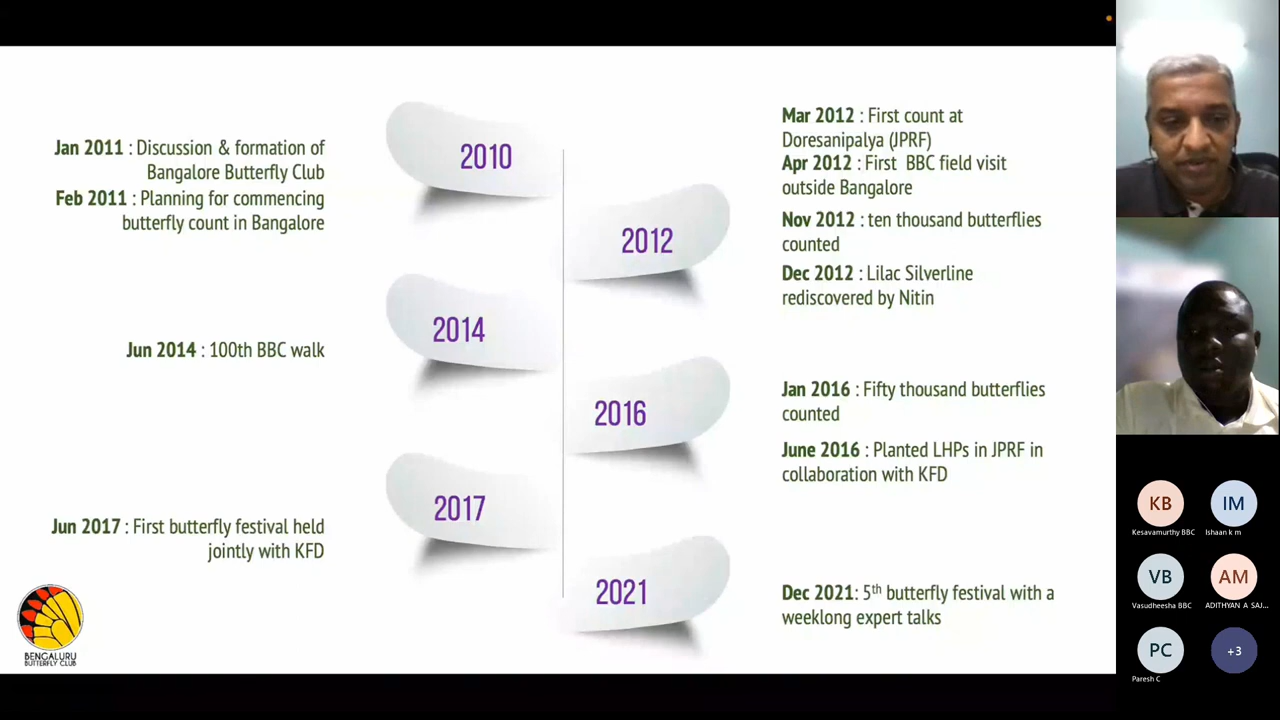 2010
Jan 2011 : Discussion & formation of
Bangalore Butterfly Club
Feb 2011 : Planning for commencing
butterfly count in Bangalore
2012
Mar 2012 : First count at
Doresanipalya (JPRF)
Apr 2012 : First BBC field visit
outside Bangalore
Nov 2012 : ten thousand butterflies
counted
Dec 2012 : Lilac Silverline
rediscovered by Nitin
2014
Jun 2014 : 100th BBC walk
2016
Jan 2016 : Fifty thousand butterflies
counted
June 2016 : Planted LHPs in JPRF in
collaboration with KFD
2017
Jun 2017 : First butterfly festival held
jointly with KFD
2021
Dec 2021: 5th butterfly festival with a
weeklong expert talks
BENGALURU
BUTTERFLY CLUB
KB
Kesavamurthy BBC
IM
Ishaan k m
VB
Vasudheesha BBC
AM
ADITHYAN A SAJ...
PC
Paresh C
+3